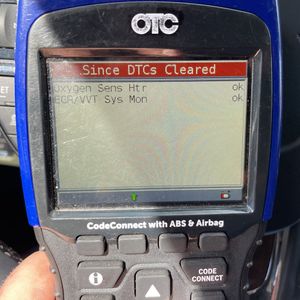 OTC
Since DTCs Cleared
Oxygen Sens Htr ok
EGR/VVT Sys Mon ok
CodeConnect with ABS & Airbag
i
CODE
CONNECT